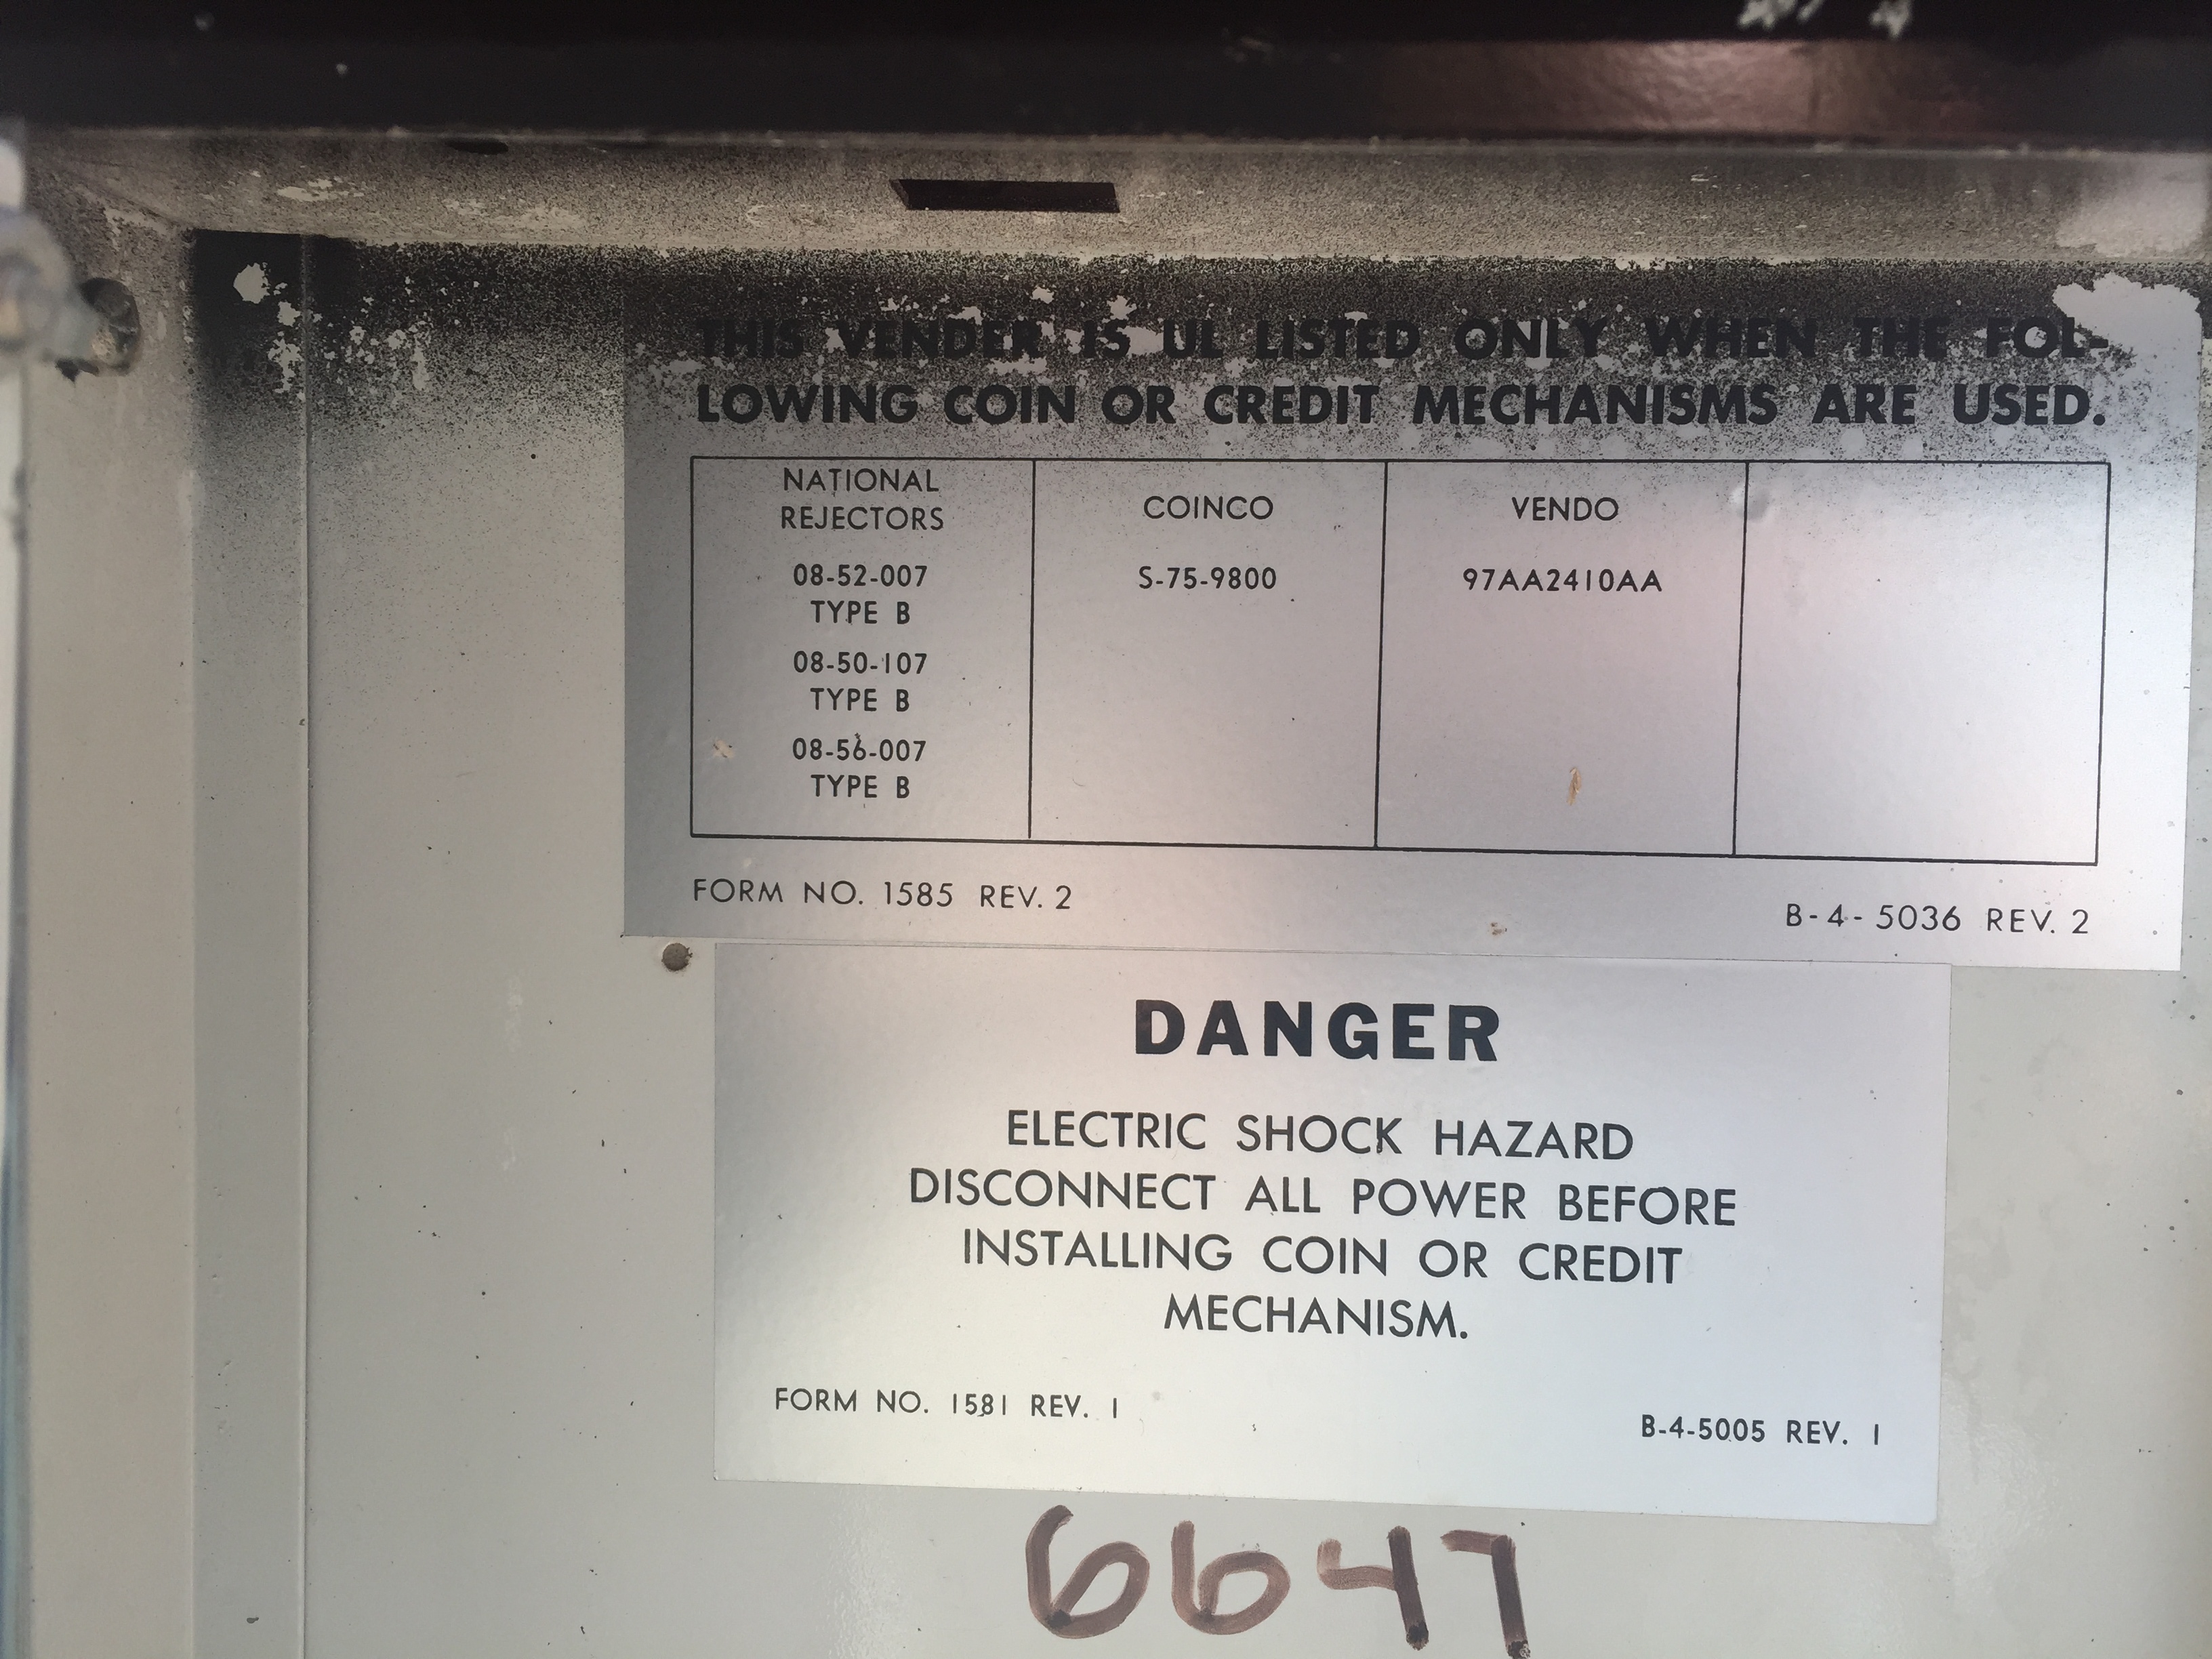 THIS VENDER IS UL LISTED ONLY WHEN THE FOL-
LOWING COIN OR CREDIT MECHANISMS ARE USED.
NATIONAL
REJECTORS
08-52-007
TYPE B
08-50-107
TYPE B
08-56-007
TYPE B
COINCO
S-75-9800
VENDO
97AA2410AA
FORM NO. 1585 REV. 2
B-4-5036 REV. 2
DANGER
ELECTRIC SHOCK HAZARD
DISCONNECT ALL POWER BEFORE
INSTALLING COIN OR CREDIT
MECHANISM.
FORM NO. 1581 REV. 1
B-4-5005 REV. 1
6647